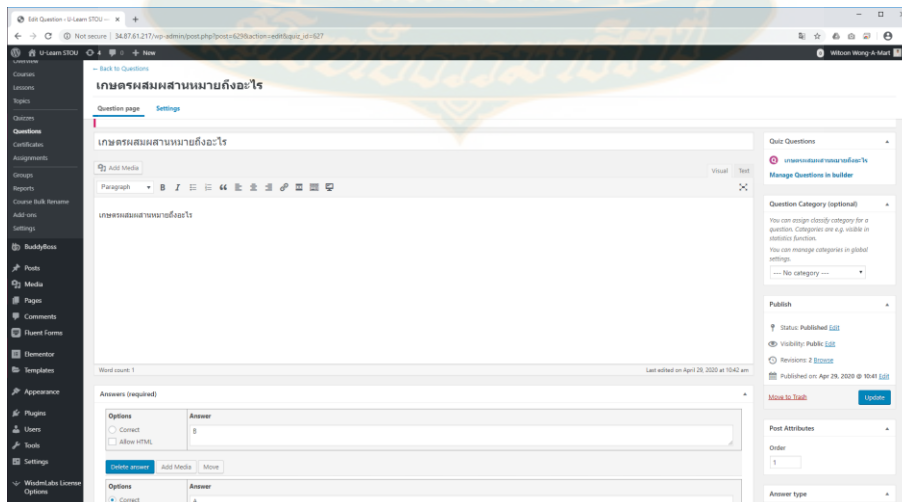 Edit Question ‹ U-Learn STOU —
Not secure | 34.87.61.217/wp-admin/post.php?post=629&action=edit&quiz_id=627
U-Learn STOU 4 0 + New Witoon Wong-A-Mart
Overview
Courses
Lessons
Topics
Quizzes
Questions
Certificates
Assignments
Groups
Reports
Course Bulk Rename
Add-ons
Settings
BuddyBoss
Posts
Media
Pages
Comments
Fluent Forms
Elementor
Templates
Appearance
Plugins
Users
Tools
Settings
WisdmLabs License
Options
← Back to Questions
เกษตรผสมผสานหมายถึงอะไร
Question page Settings
เกษตรผสมผสานหมายถึงอะไร
Add Media Visual Text
Paragraph B I
เกษตรผสมผสานหมายถึงอะไร
Word count: 1 Last edited on April 29, 2020 at 10:42 am
Answers (required)
Options Answer
Correct B
Allow HTML
Delete answer Add Media Move
Options Answer
Correct A
Quiz Questions
Q เกษตรผสมผสานหมายถึงอะไร
Manage Questions in builder
Question Category (optional)
You can assign classify category for a
question. Categories are e.g. visible in
statistics function.
You can manage categories in global
settings.
--- No category ---
Publish
Status: Published Edit
Visibility: Public Edit
Revisions: 2 Browse
Published on: Apr 29, 2020 @ 10:41 Edit
Move to Trash Update
Post Attributes
Order
1
Answer type